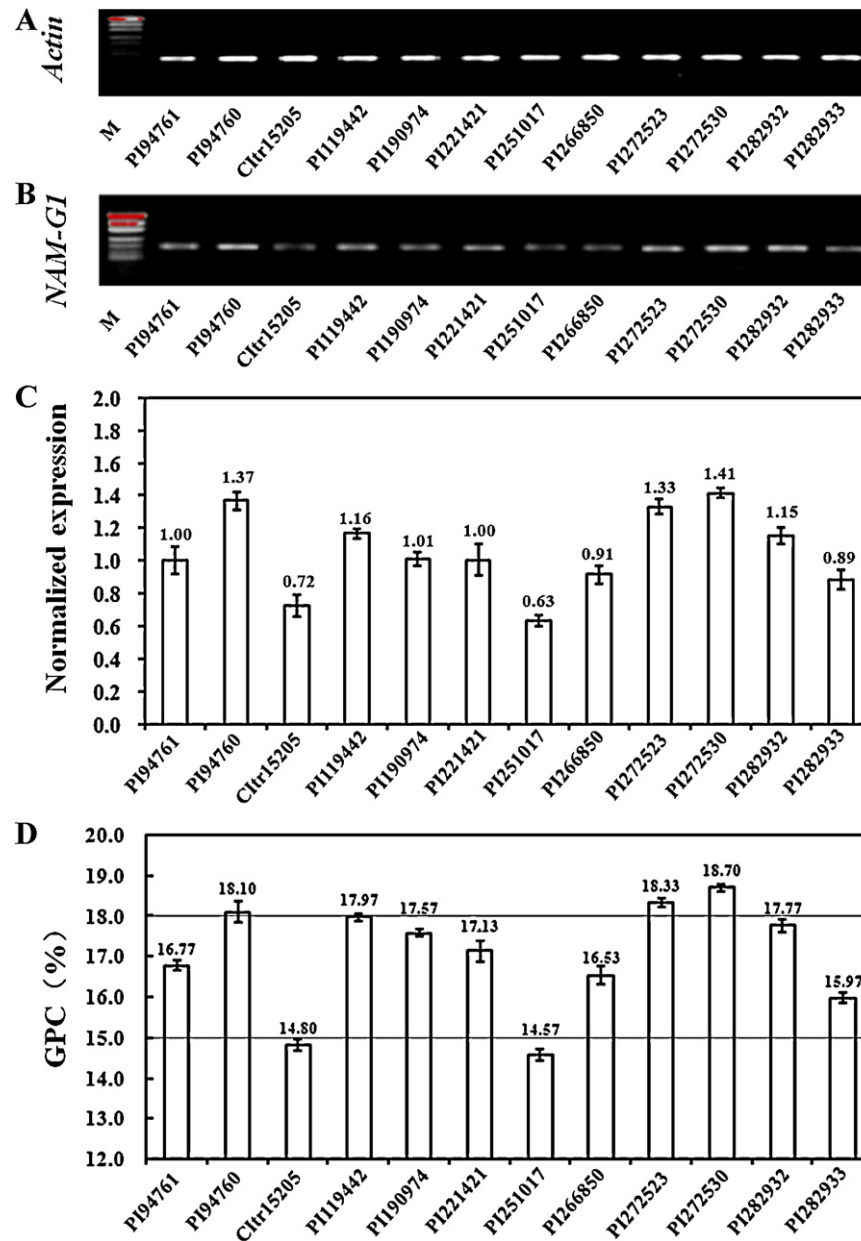 A
Actin
M PI94761 PI94760 CItr15205 PI119442 PI190974 PI221421 PI251017 PI266850 PI272523 PI272530 PI282932 PI282933
B
NAM-G1
M PI94761 PI94760 CItr15205 PI119442 PI190974 PI221421 PI251017 PI266850 PI272523 PI272530 PI282932 PI282933
C
Normalized expression
2.0
1.8
1.6
1.4
1.2
1.0
0.8
0.6
0.4
0.2
0.0
1.00 1.37 0.72 1.16 1.01 1.00 0.63 0.91 1.33 1.41 1.15 0.89
PI94761 PI94760 CItr15205 PI119442 PI190974 PI221421 PI251017 PI266850 PI272523 PI272530 PI282932 PI282933
D
GPC (%)
20.0
19.0
18.0
17.0
16.0
15.0
14.0
13.0
12.0
16.77 18.10 14.80 17.97 17.57 17.13 14.57 16.53 18.33 18.70 17.77 15.97
PI94761 PI94760 CItr15205 PI119442 PI190974 PI221421 PI251017 PI266850 PI272523 PI272530 PI282932 PI282933